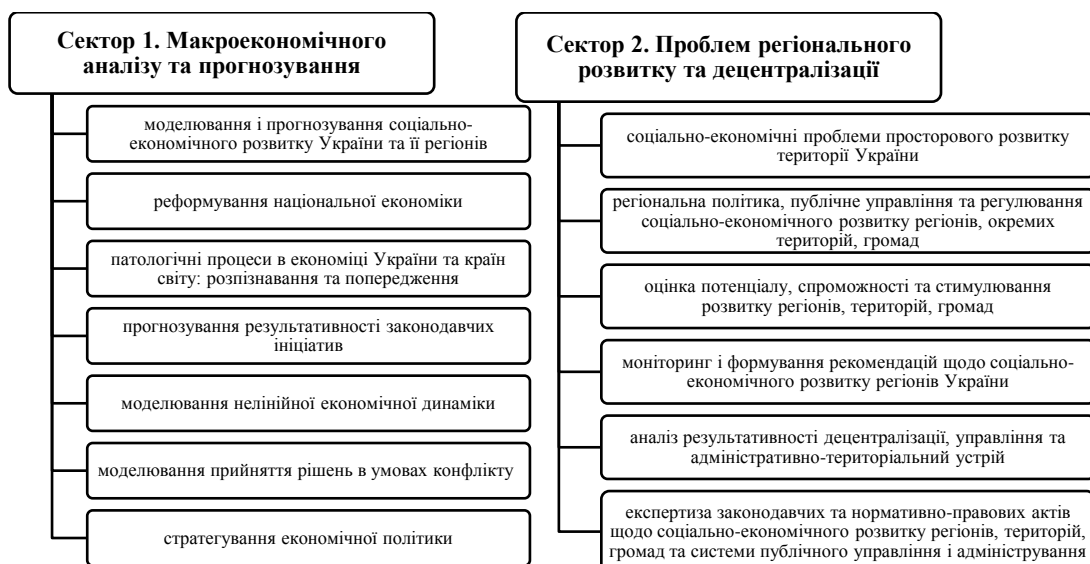 Сектор 1. Макроекономічного
аналізу та прогнозування
моделювання і прогнозування соціально-
економічного розвитку України та її регіонів
реформування національної економіки
патологічні процеси в економіці України та країн
світу: розпізнавання та попередження
прогнозування результативності законодавчих
ініціатив
моделювання нелінійної економічної динаміки
моделювання прийняття рішень в умовах конфлікту
стратегування економічної політики
Сектор 2. Проблем регіонального
розвитку та децентралізації
соціально-економічні проблеми просторового розвитку
території України
регіональна політика, публічне управління та регулювання
соціально-економічного розвитку регіонів, окремих
територій, громад
оцінка потенціалу, спроможності та стимулювання
розвитку регіонів, територій, громад
моніторинг і формування рекомендацій щодо соціально-
економічного розвитку регіонів України
аналіз результативності децентралізації, управління та
адміністративно-територіальний устрій
експертиза законодавчих та нормативно-правових актів
щодо соціально-економічного розвитку регіонів, територій,
громад та системи публічного управління і адміністрування